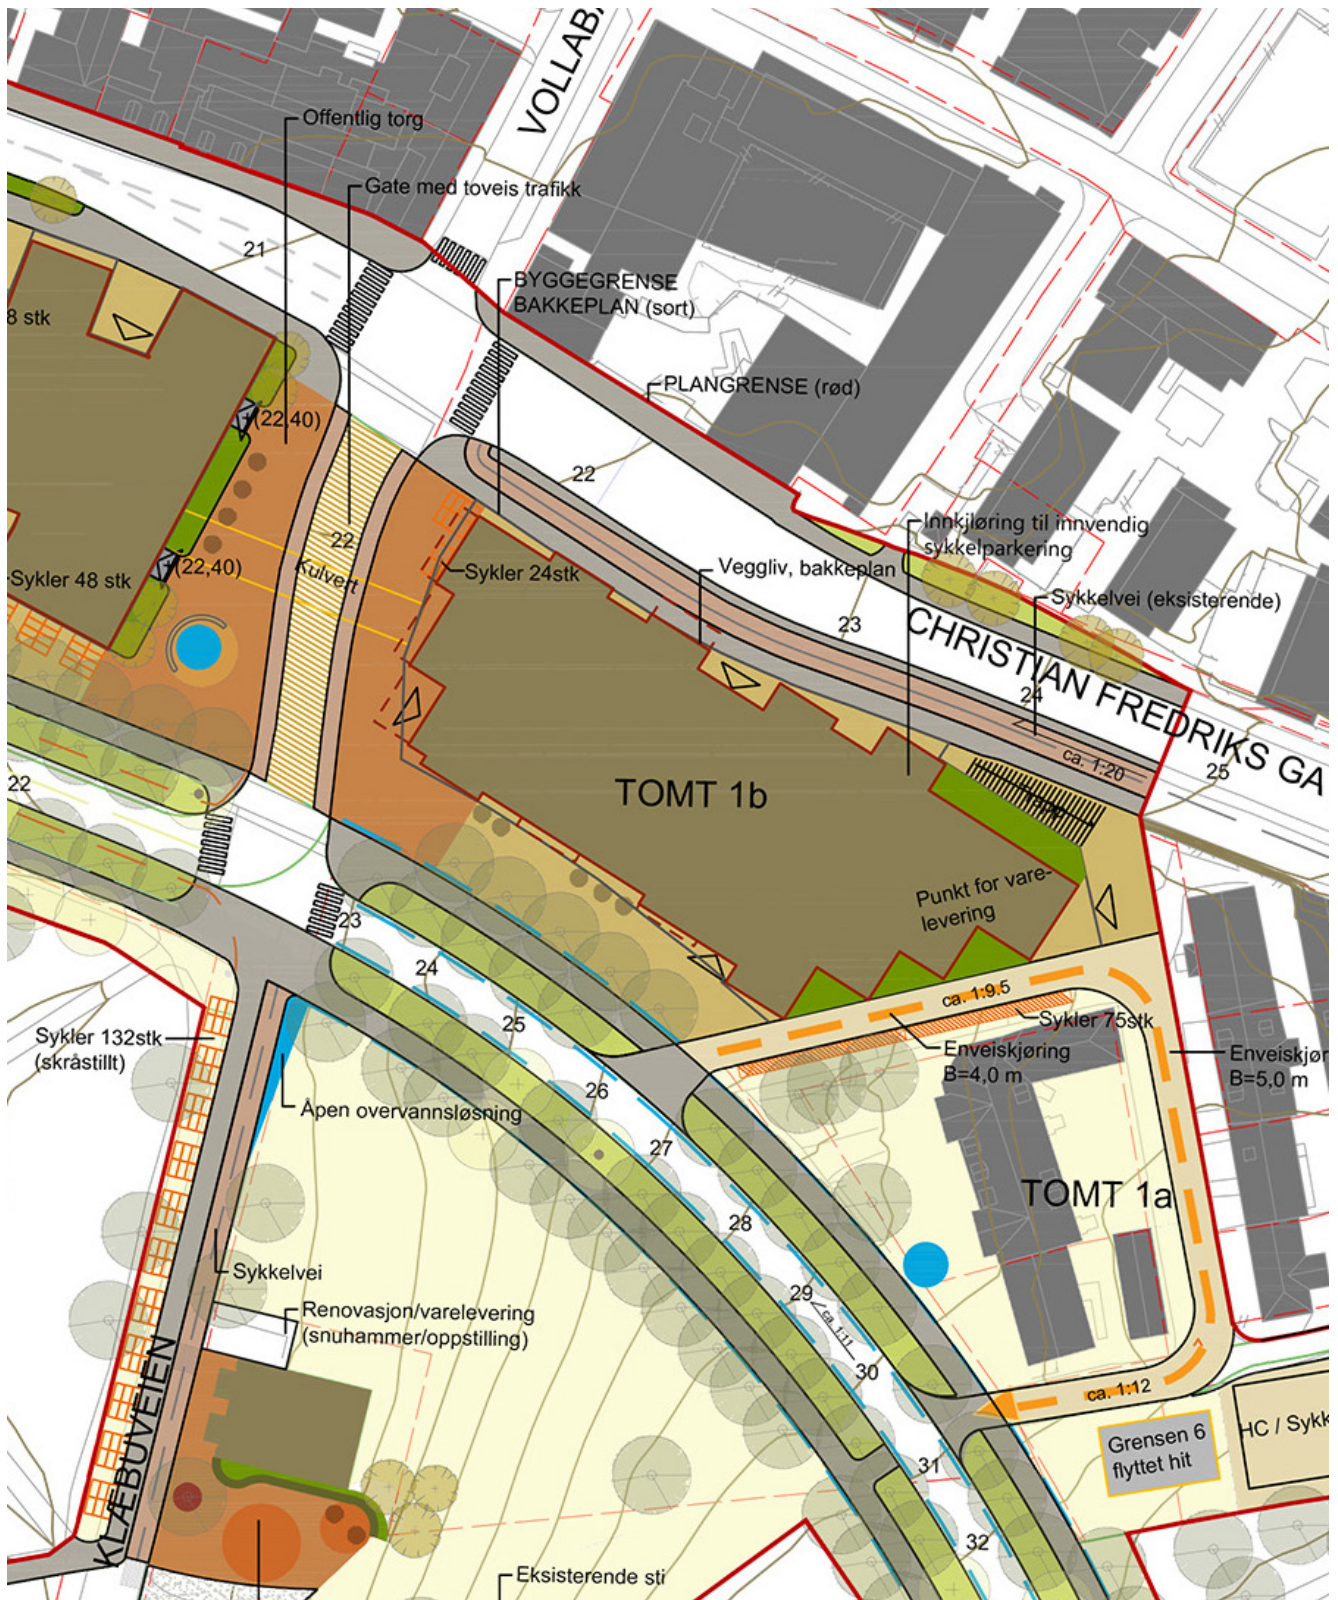 VOLLABA
Offentlig torg
Gate med toveis trafikk
21
BYGGEGRENSE
BAKKEPLAN (sort)
8 stk
PLANGRENSE (rød)
(22,40)
22
Innkjløring til innvendig
sykkelparkering
22
Kulvert
(22,40)
Sykler 48 stk
Sykler 24stk
Veggliv, bakkeplan
Sykkelvei (eksisterende)
23
CHRISTIAN FREDRIKS GA
24
ca. 1:20
25
22
TOMT 1b
Punkt for vare-
levering
23
24
25
ca. 1:9.5
Sykler 75stk
Sykler 132stk
(skråstillt)
Enveiskjøring
B=4,0 m
Enveiskjør
B=5,0 m
26
Åpen overvannsløsning
27
TOMT 1a
28
Sykkelvei
29
ca. 1:11
Renovasjon/varelevering
(snuhammer/oppstilling)
30
ca. 1:12
KLÆBUVEIEN
Grensen 6
flyttet hit
HC / Sykk
31
32
Eksisterende sti